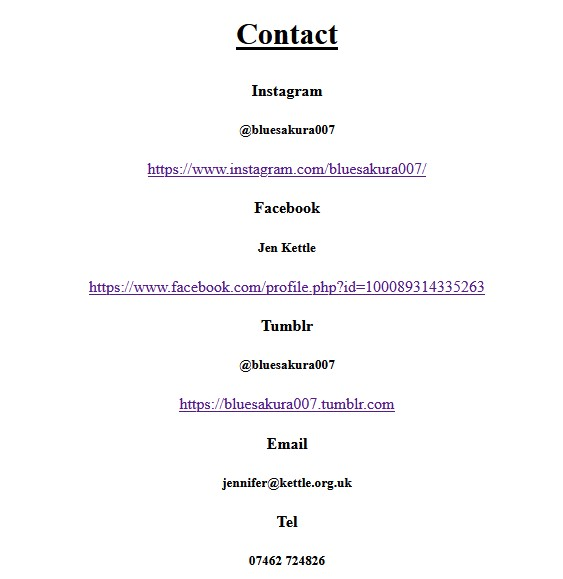 Contact
Instagram
@bluesakura007
https://www.instagram.com/bluesakura007/
Facebook
Jen Kettle
https://www.facebook.com/profile.php?id=100089314335263
Tumblr
@bluesakura007
https://bluesakura007.tumblr.com
Email
jennifer@kettle.org.uk
Tel
07462 724826